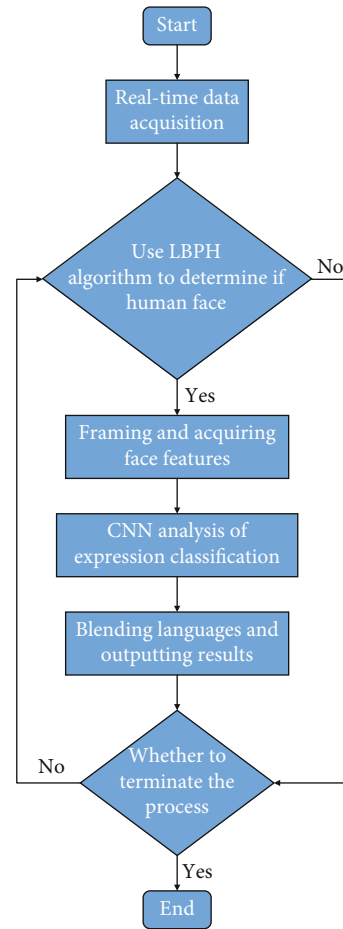 Start
Real-time data
acquisition
Use LBPH
algorithm to determine if
human face
No
Yes
Framing and acquiring
face features
CNN analysis of
expression classification
Blending languages and
outputting results
Whether to
terminate the
process
No
Yes
End